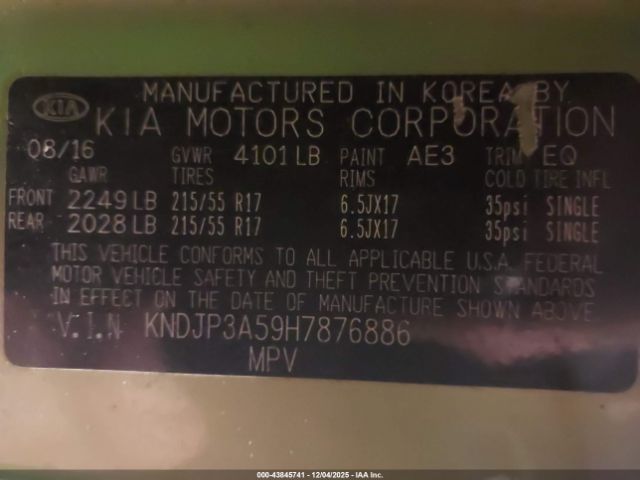 MANUFACTURED IN KOREA BY
KIA KIA MOTORS CORPORATION
08/16 GVWR 4101 LB PAINT AE3 TRIM EQ
GAWR TIRES RIMS COLD TIRE INFL
FRONT 2249 LB 215/55 R17 6.5JX17 35psi SINGLE
REAR 2028 LB 215/55 R17 6.5JX17 35psi SINGLE
THIS VEHICLE CONFORMS TO ALL APPLICABLE U.S.A. FEDERAL
MOTOR VEHICLE SAFETY AND THEFT PREVENTION STANDARDS
IN EFFECT ON THE DATE OF MANUFACTURE SHOWN ABOVE
V.I.N KNDJP3A59H7876886
MPV
000-43845741 - 12/04/2025 - IAA Inc.